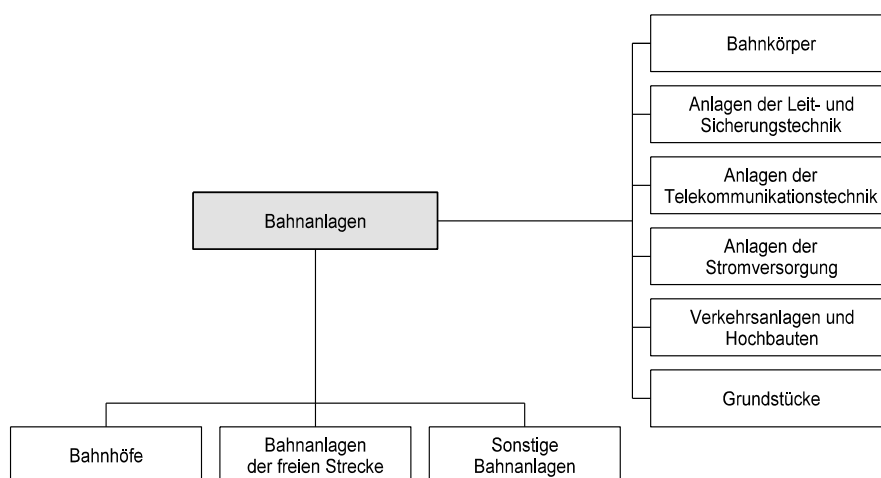 Bahnkörper
Anlagen der Leit- und
Sicherungstechnik
Anlagen der
Telekommunikationstechnik
Bahnanlagen
Anlagen der
Stromversorgung
Verkehrsanlagen und
Hochbauten
Grundstücke
Bahnhöfe
Bahnanlagen
der freien Strecke
Sonstige
Bahnanlagen